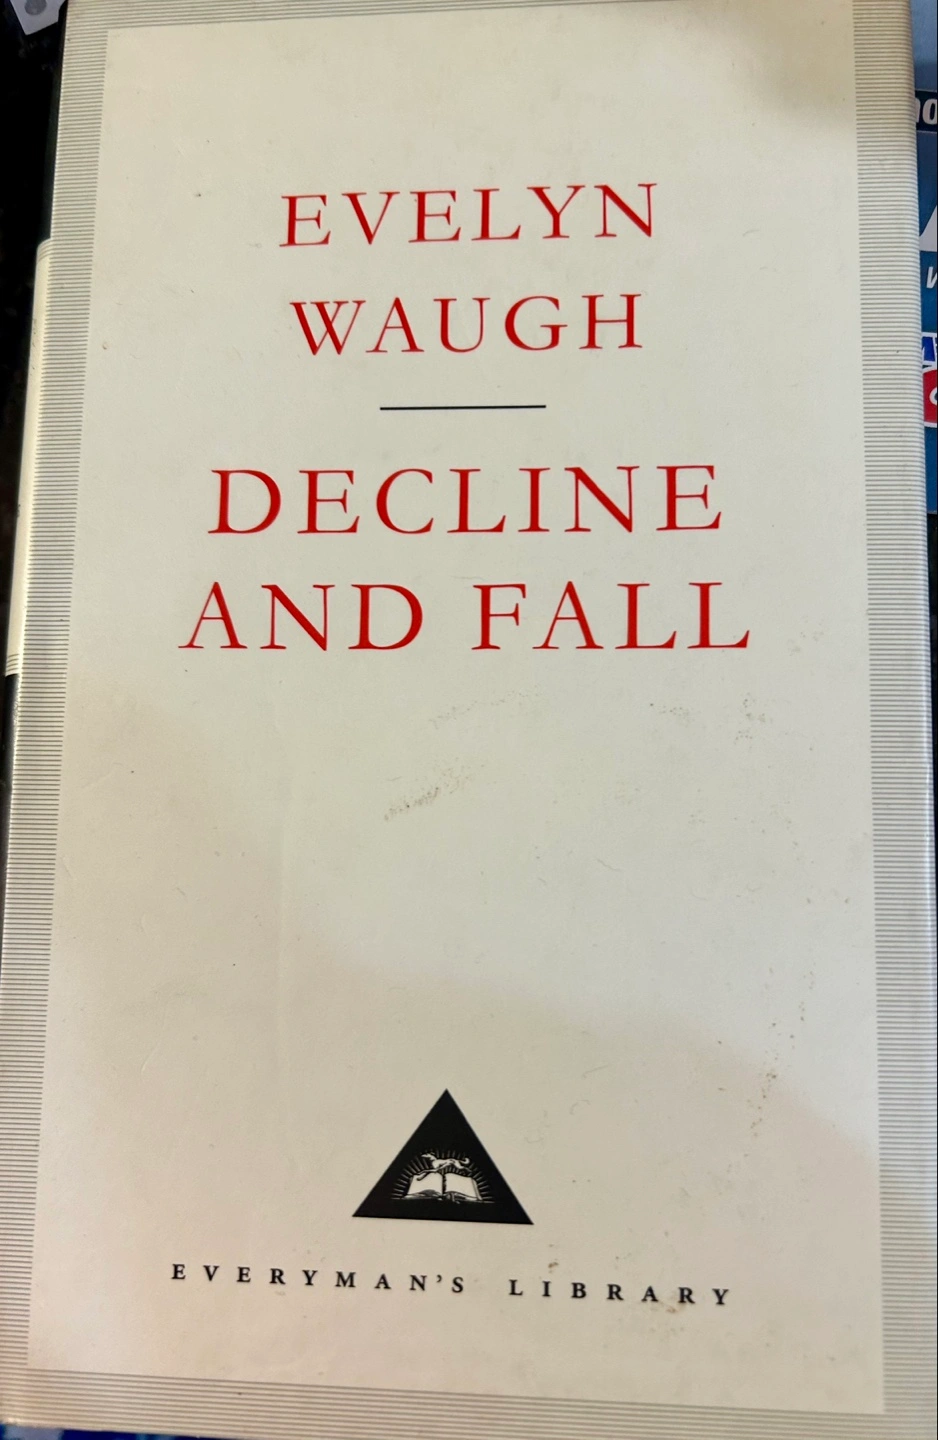 EVELYN
WAUGH
DECLINE
AND FALL
EVERYMAN'S LIBRARY